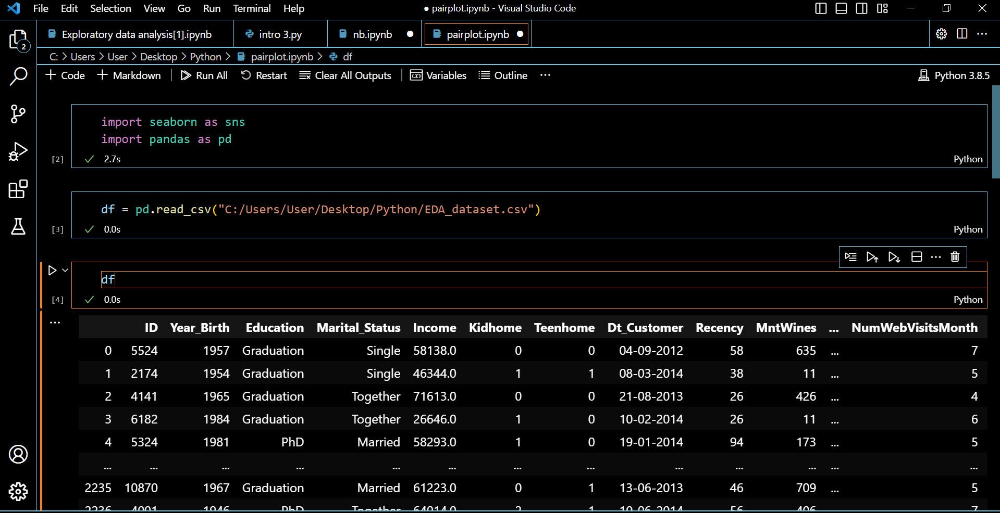 File Edit Selection View Go Run Terminal Help ● pairplot.ipynb - Visual Studio Code
2
Exploratory data analysis[1].ipynb intro 3.py nb.ipynb ● pairplot.ipynb ●
C: > Users > User > Desktop > Python > pairplot.ipynb > df
+ Code + Markdown | Run All Restart Clear All Outputs | Variables Outline ··· Python 3.8.5
import seaborn as sns
import pandas as pd
[2] ✓ 2.7s Python
df = pd.read_csv("C:/Users/User/Desktop/Python/EDA_dataset.csv")
[3] ✓ 0.0s Python
df
[4] ✓ 0.0s Python
ID Year_Birth Education Marital_Status Income Kidhome Teenhome Dt_Customer Recency MntWines ... NumWebVisitsMonth
0 5524 1957 Graduation Single 58138.0 0 0 04-09-2012 58 635 ... 7
1 2174 1954 Graduation Single 46344.0 1 1 08-03-2014 38 11 ... 5
2 4141 1965 Graduation Together 71613.0 0 0 21-08-2013 26 426 ... 4
3 6182 1984 Graduation Together 26646.0 1 0 10-02-2014 26 11 ... 6
4 5324 1981 PhD Married 58293.0 1 0 19-01-2014 94 173 ... 5
... ... ... ... ... ... ... ... ... ... ... ... ...
2235 10870 1967 Graduation Married 61223.0 0 1 13-06-2013 46 709 ... 5
2236 4001 1946 PhD Together 64014.0 2 1 10-06-2014 56 406 ... 7